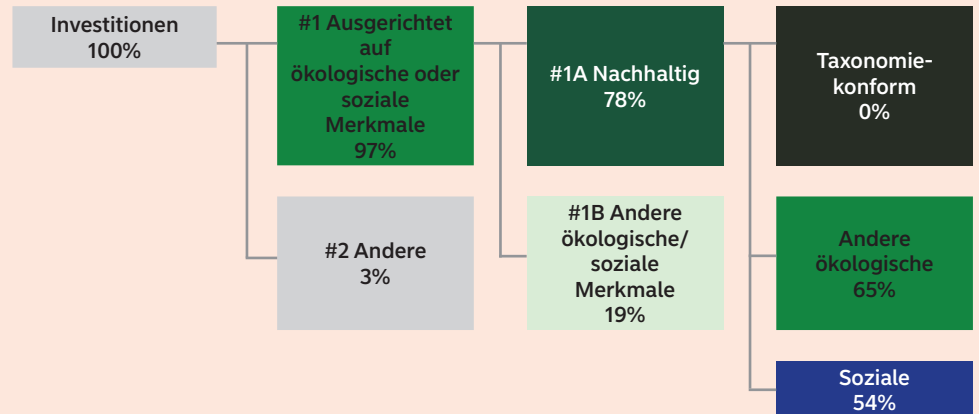 Investitionen
100%
#1 Ausgerichtet
auf
ökologische oder
soziale
Merkmale
97%
#1A Nachhaltig
78%
Taxonomie-
konform
0%
#2 Andere
3%
#1B Andere
ökologische/
soziale
Merkmale
19%
Andere
ökologische
65%
Soziale
54%